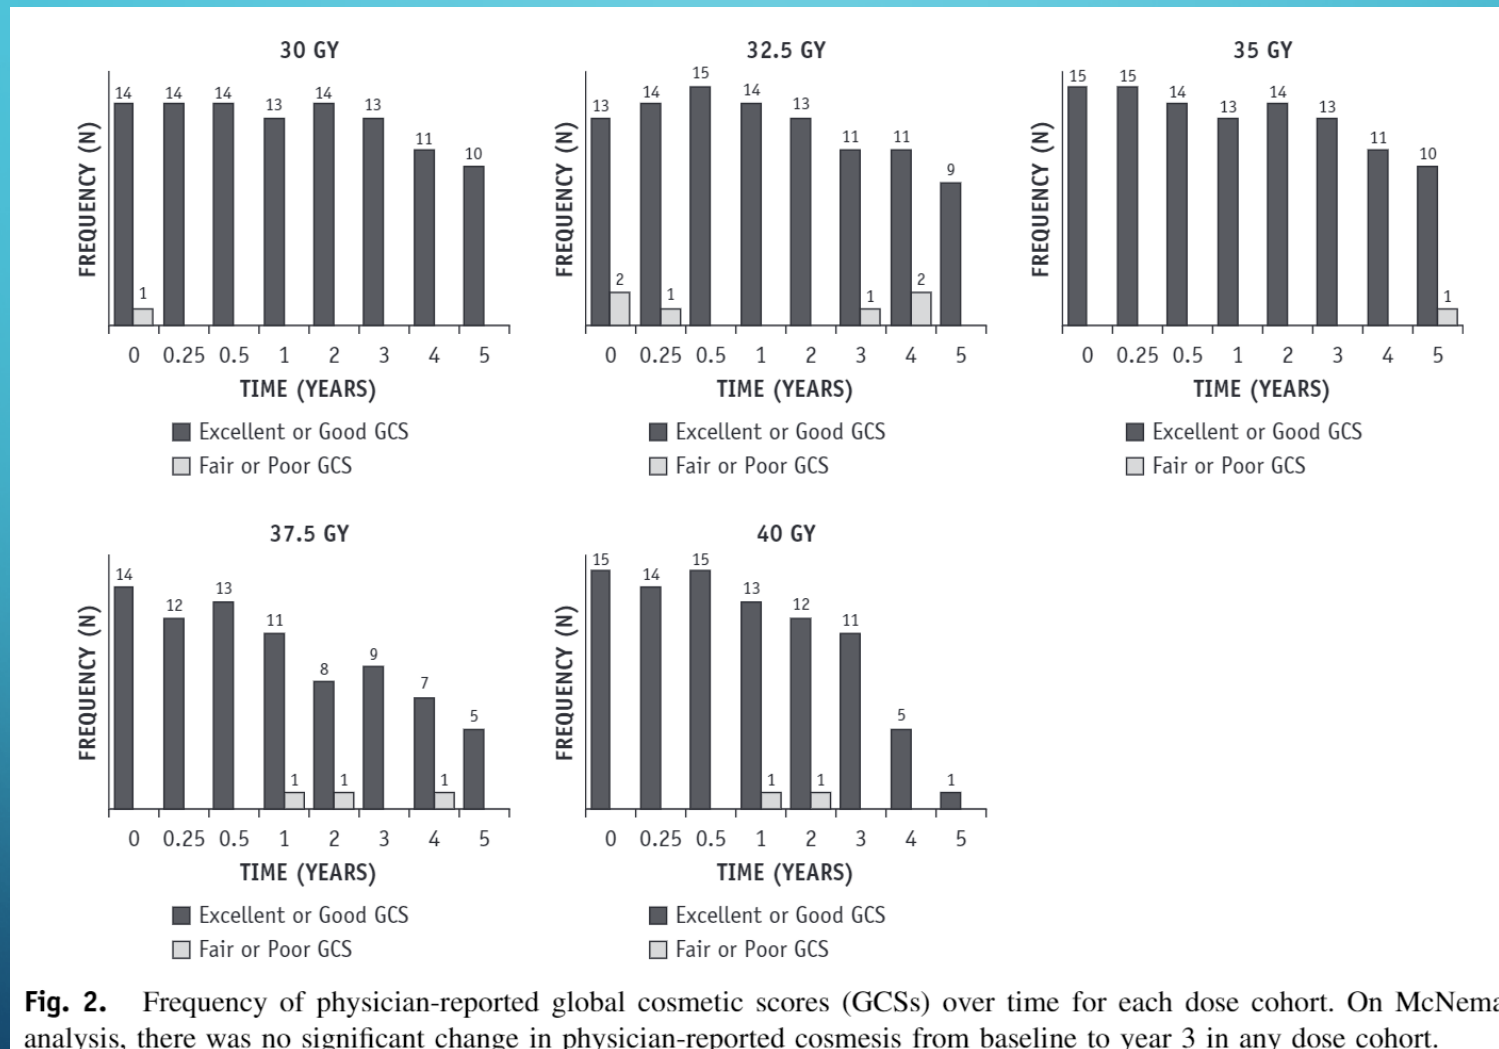 30 GY
14 14 14 13 14 13 11 10
1
FREQUENCY (N)
0 0.25 0.5 1 2 3 4 5
TIME (YEARS)
Excellent or Good GCS
Fair or Poor GCS
32.5 GY
13 14 15 14 13 11 11 9
2 1 1 2
FREQUENCY (N)
0 0.25 0.5 1 2 3 4 5
TIME (YEARS)
Excellent or Good GCS
Fair or Poor GCS
35 GY
15 15 14 13 14 13 11 10
1
FREQUENCY (N)
0 0.25 0.5 1 2 3 4 5
TIME (YEARS)
Excellent or Good GCS
Fair or Poor GCS
37.5 GY
14 12 13 11 8 9 7 5
1 1 1
FREQUENCY (N)
0 0.25 0.5 1 2 3 4 5
TIME (YEARS)
Excellent or Good GCS
Fair or Poor GCS
40 GY
15 14 15 13 12 11 5 1
1 1
FREQUENCY (N)
0 0.25 0.5 1 2 3 4 5
TIME (YEARS)
Excellent or Good GCS
Fair or Poor GCS
Fig. 2. Frequency of physician-reported global cosmetic scores (GCSs) over time for each dose cohort. On McNema
analysis, there was no significant change in physician-reported cosmesis from baseline to year 3 in any dose cohort.